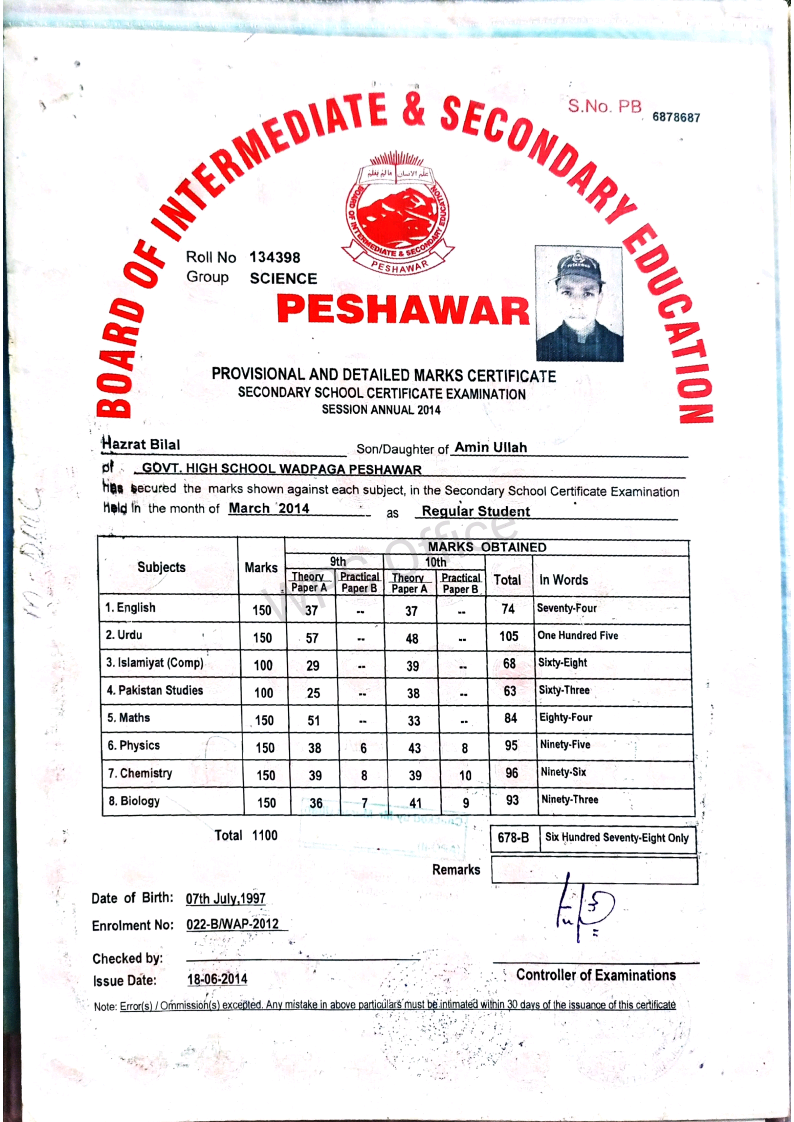 S.No. PB 6878687
BOARD OF INTERMEDIATE & SECONDARY EDUCATION
علم الانسان مالم يعلم
BOARD OF INTERMEDIATE & SECONDARY EDUCATION
PESHAWAR
Roll No 134398
Group SCIENCE
PESHAWAR
PROVISIONAL AND DETAILED MARKS CERTIFICATE
SECONDARY SCHOOL CERTIFICATE EXAMINATION
SESSION ANNUAL 2014
Hazrat Bilal Son/Daughter of Amin Ullah
of GOVT. HIGH SCHOOL WADPAGA PESHAWAR
has secured the marks shown against each subject, in the Secondary School Certificate Examination
Held in the month of March 2014 as Regular Student
M-DMC
WPS Office
Subjects Marks MARKS OBTAINED
9th 10th Total In Words
Theory Paper A Practical Paper B Theory Paper A Practical Paper B
1. English 150 37 -- 37 -- 74 Seventy-Four
2. Urdu 150 57 -- 48 -- 105 One Hundred Five
3. Islamiyat (Comp) 100 29 -- 39 -- 68 Sixty-Eight
4. Pakistan Studies 100 25 -- 38 -- 63 Sixty-Three
5. Maths 150 51 -- 33 -- 84 Eighty-Four
6. Physics 150 38 6 43 8 95 Ninety-Five
7. Chemistry 150 39 8 39 10 96 Ninety-Six
8. Biology 150 36 7 41 9 93 Ninety-Three
Total 1100 678-B Six Hundred Seventy-Eight Only
Remarks
Date of Birth: 07th July,1997
Enrolment No: 022-B/WAP-2012
Checked by:
Issue Date: 18-06-2014 Controller of Examinations
Note: Error(s) / Ommission(s) excepted. Any mistake in above particullars must be intimated within 30 days of the issuance of this certificate